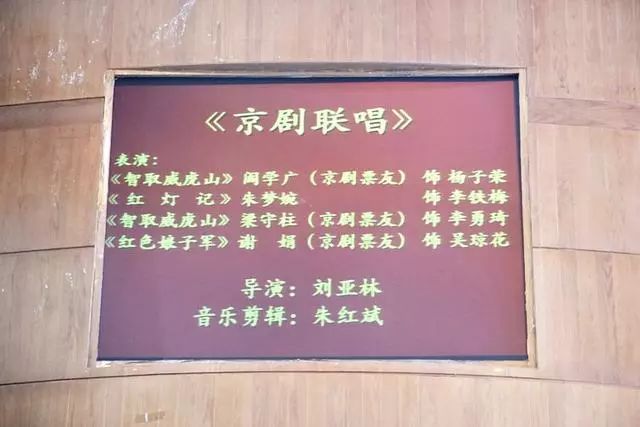 《京剧联唱》
表演：
《智取威虎山》阎学广（京剧票友） 饰 杨子荣
《 红 灯 记 》朱梦婉 饰 李铁梅
《智取威虎山》梁守柱（京剧票友） 饰 李勇琦
《红色娘子军》谢 娟（京剧票友） 饰 吴琼花
导演：刘亚林
音乐剪辑：朱红斌